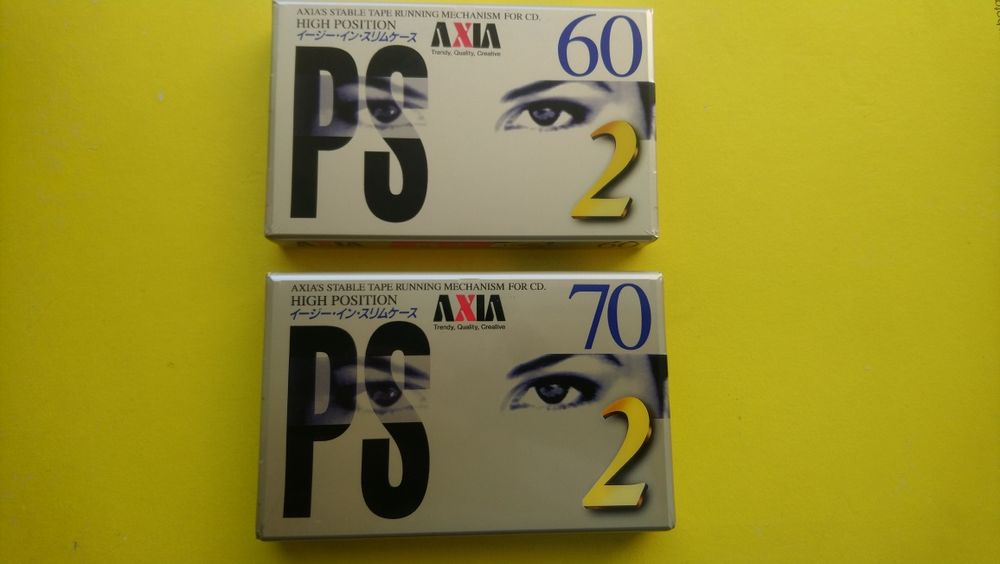 AXIA'S STABLE TAPE RUNNING MECHANISM FOR CD.
HIGH POSITION
イージー・イン・スリムケース
AXIA
Trendy, Quality, Creative
60
PS
2
AXIA
60
AXIA'S STABLE TAPE RUNNING MECHANISM FOR CD.
HIGH POSITION
イージー・イン・スリムケース
AXIA
Trendy, Quality, Creative
70
PS
2